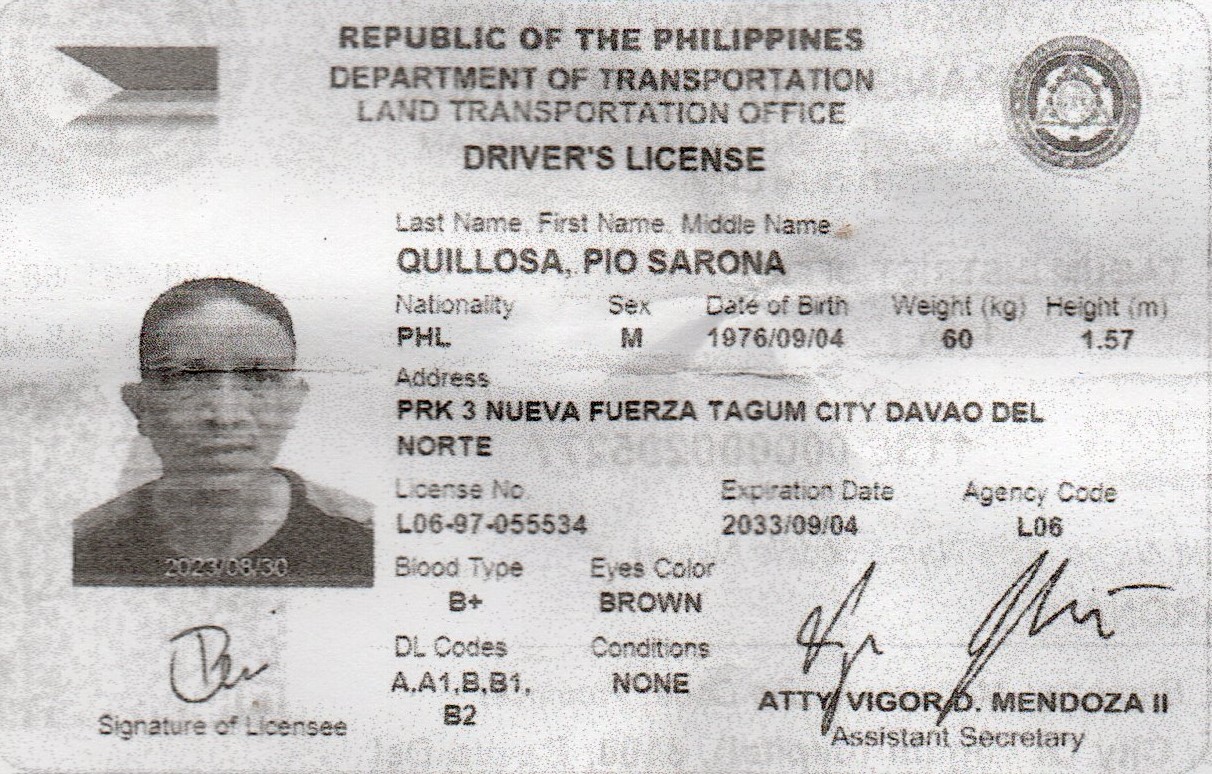 REPUBLIC OF THE PHILIPPINES
DEPARTMENT OF TRANSPORTATION
LAND TRANSPORTATION OFFICE
DRIVER'S LICENSE
Last Name, First Name, Middle Name
QUILLOSA, PIO SARONA
Nationality Sex Date of Birth Weight (kg) Height (m)
PHL M 1976/09/04 60 1.57
Address
PRK 3 NUEVA FUERZA TAGUM CITY DAVAO DEL
NORTE
License No. Expiration Date Agency Code
L06-97-055534 2033/09/04 L06
2023/08/30
Blood Type Eyes Color
B+ BROWN
DL Codes Conditions
A,A1,B,B1, NONE
B2
ATTY VIGOR D. MENDOZA II
Assistant Secretary
Signature of Licensee